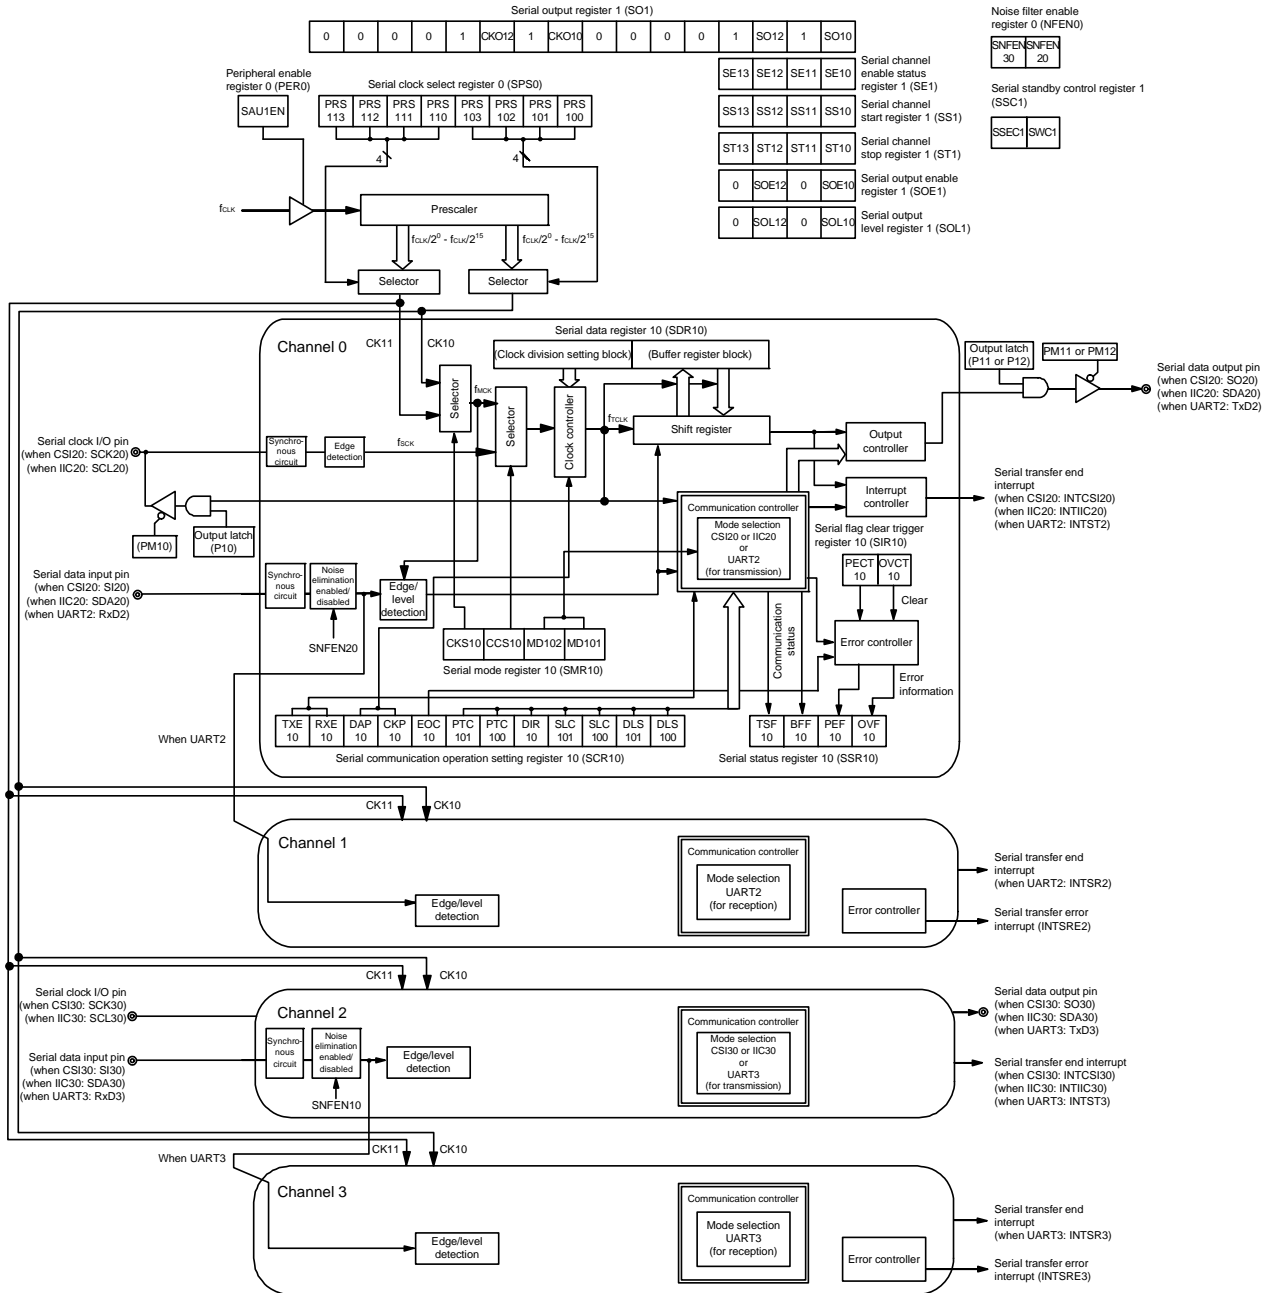 Serial output register 1 (SO1)
0 0 0 0 1 CKO12 1 CKO10 0 0 0 0 1 SO12 1 SO10
Noise filter enable
register 0 (NFEN0)
SNFEN 30 SNFEN 20
Peripheral enable
register 0 (PER0)
SAU1EN
Serial clock select register 0 (SPS0)
PRS 113 PRS 112 PRS 111 PRS 110 PRS 103 PRS 102 PRS 101 PRS 100
4
4
SE13 SE12 SE11 SE10
Serial channel
enable status
register 1 (SE1)
SS13 SS12 SS11 SS10
Serial channel
start register 1 (SS1)
ST13 ST12 ST11 ST10
Serial channel
stop register 1 (ST1)
0 SOE12 0 SOE10
Serial output enable
register 1 (SOE1)
0 SOL12 0 SOL10
Serial output
level register 1 (SOL1)
Serial standby control register 1
(SSC1)
SSEC1 SWC1
fCLK
Prescaler
fCLK/2^0 - fCLK/2^15
fCLK/2^0 - fCLK/2^15
Selector
Selector
Channel 0
CK11
CK10
Serial data register 10 (SDR10)
(Clock division setting block)
(Buffer register block)
Selector
fMCK
Selector
Clock controller
fTCLK
Shift register
Output latch
(P11 or P12)
PM11 or PM12
Serial data output pin
(when CSI20: SO20)
(when IIC20: SDA20)
(when UART2: TxD2)
Output
controller
Serial clock I/O pin
(when CSI20: SCK20)
(when IIC20: SCL20)
Synchro-
nous
circuit
Edge
detection
fSCK
(PM10)
Output latch
(P10)
Communication controller
Mode selection
CSI20 or IIC20
or
UART2
(for transmission)
Interrupt
controller
Serial transfer end
interrupt
(when CSI20: INTCSI20)
(when IIC20: INTIIC20)
(when UART2: INTST2)
Serial flag clear trigger
register 10 (SIR10)
PECT 10 OVCT 10
Clear
Serial data input pin
(when CSI20: SI20)
(when IIC20: SDA20)
(when UART2: RxD2)
Synchro-
nous
circuit
Noise
elimination
enabled/
disabled
Edge/
level
detection
SNFEN20
CKS10 CCS10 MD102 MD101
Serial mode register 10 (SMR10)
Communication
status
Error controller
Error
information
TXE 10 RXE 10 DAP 10 CKP 10 EOC 10 PTC 101 PTC 100 DIR 10 SLC 101 SLC 100 DLS 101 DLS 100
Serial communication operation setting register 10 (SCR10)
TSF 10 BFF 10 PEF 10 OVF 10
Serial status register 10 (SSR10)
When UART2
CK11
CK10
Channel 1
Edge/level
detection
Communication controller
Mode selection
UART2
(for reception)
Error controller
Serial transfer end
interrupt
(when UART2: INTSR2)
Serial transfer error
interrupt (INTSRE2)
CK11
CK10
Serial clock I/O pin
(when CSI30: SCK30)
(when IIC30: SCL30)
Channel 2
Serial data input pin
(when CSI30: SI30)
(when IIC30: SDA30)
(when UART3: RxD3)
Synchro-
nous
circuit
Noise
elimination
enabled/
disabled
Edge/level
detection
SNFEN10
Communication controller
Mode selection
CSI30 or IIC30
or
UART3
(for transmission)
Serial data output pin
(when CSI30: SO30)
(when IIC30: SDA30)
(when UART3: TxD3)
Serial transfer end interrupt
(when CSI30: INTCSI30)
(when IIC30: INTIIC30)
(when UART3: INTST3)
When UART3
CK11
CK10
Channel 3
Edge/level
detection
Communication controller
Mode selection
UART3
(for reception)
Error controller
Serial transfer end
interrupt
(when UART3: INTSR3)
Serial transfer error
interrupt (INTSRE3)